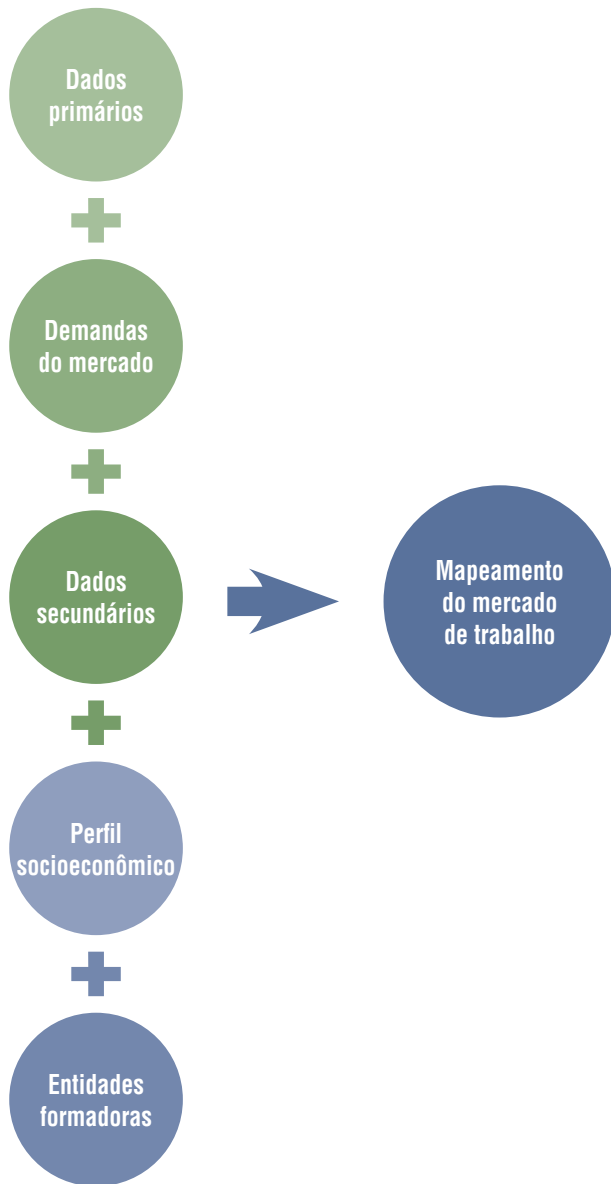 Dados
primários
Demandas
do mercado
Dados
secundários
Mapeamento
do mercado
de trabalho
Perfil
socioeconômico
Entidades
formadoras